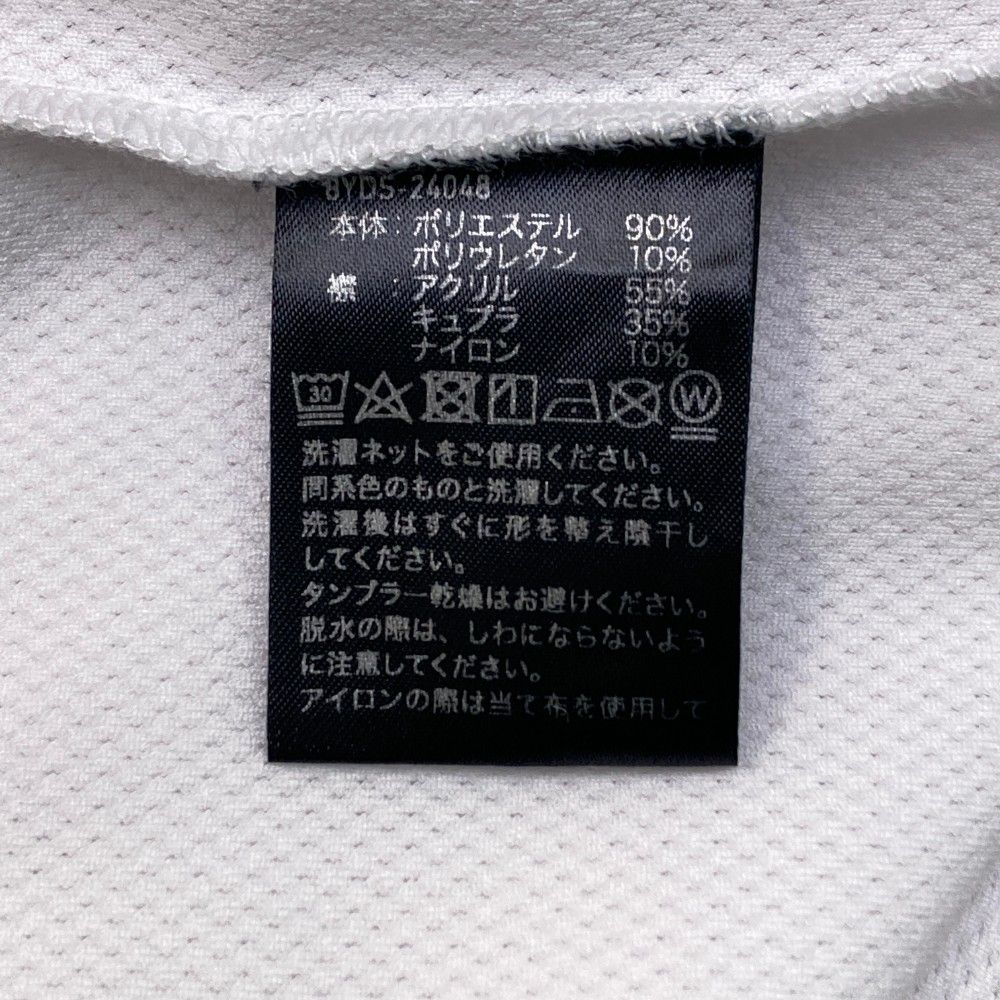 8YDS-24048
本体：ポリエステル 90%
ポリウレタン 10%
襟 ：アクリル 55%
キュプラ 35%
ナイロン 10%
30 W
洗濯ネットをご使用ください。
同系色のものと洗濯してください。
洗濯後はすぐに形を整え陰干し
してください。
タンブラー乾燥はお避けください。
脱水の際は、しわにならないよう
に注意してください。
アイロンの際は当て布を使用して